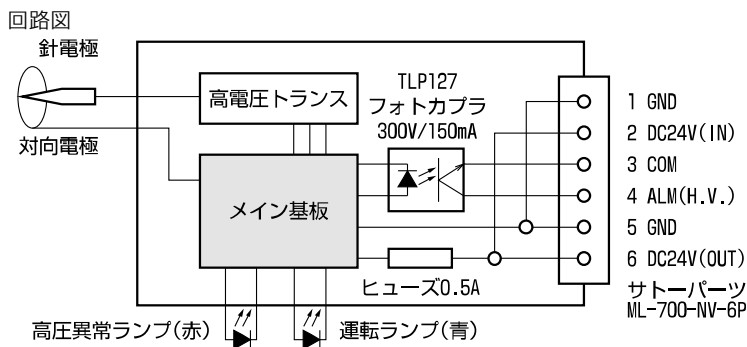 回路図
針電極
対向電極
高電圧トランス
TLP127
フォトカプラ
300V/150mA
メイン基板
ヒューズ0.5A
高圧異常ランプ(赤)
運転ランプ(青)
1 GND
2 DC24V(IN)
3 COM
4 ALM(H.V.)
5 GND
6 DC24V(OUT)
サトーパーツ
ML-700-NV-6P